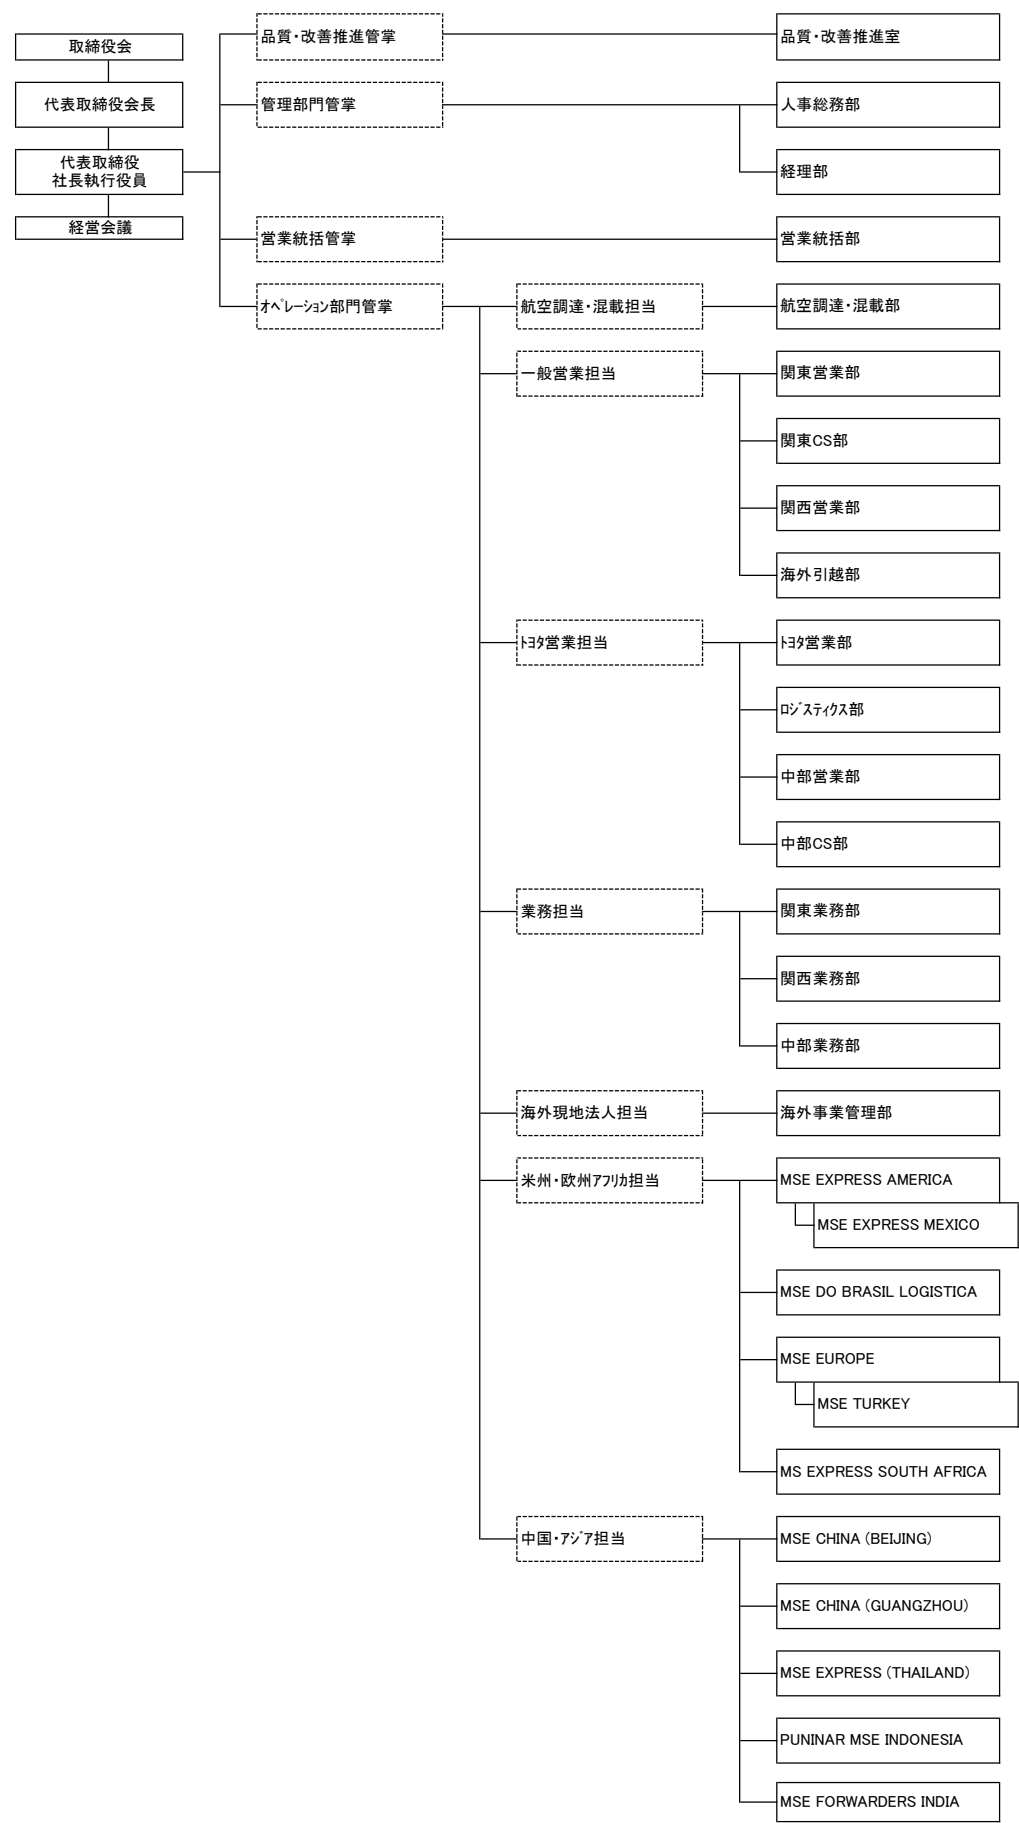 取締役会
代表取締役会長
代表取締役
社長執行役員
経営会議
品質・改善推進管掌
品質・改善推進室
管理部門管掌
人事総務部
経理部
営業統括管掌
営業統括部
ｵﾍﾟﾚｰｼｮﾝ部門管掌
航空調達・混載担当
航空調達・混載部
一般営業担当
関東営業部
関東CS部
関西営業部
海外引越部
ﾄﾖﾀ営業担当
ﾄﾖﾀ営業部
ﾛｼﾞｽﾃｨｸｽ部
中部営業部
中部CS部
業務担当
関東業務部
関西業務部
中部業務部
海外現地法人担当
海外事業管理部
米州・欧州ｱﾌﾘｶ担当
MSE EXPRESS AMERICA
MSE EXPRESS MEXICO
MSE DO BRASIL LOGISTICA
MSE EUROPE
MSE TURKEY
MS EXPRESS SOUTH AFRICA
中国・ｱｼﾞｱ担当
MSE CHINA (BEIJING)
MSE CHINA (GUANGZHOU)
MSE EXPRESS (THAILAND)
PUNINAR MSE INDONESIA
MSE FORWARDERS INDIA